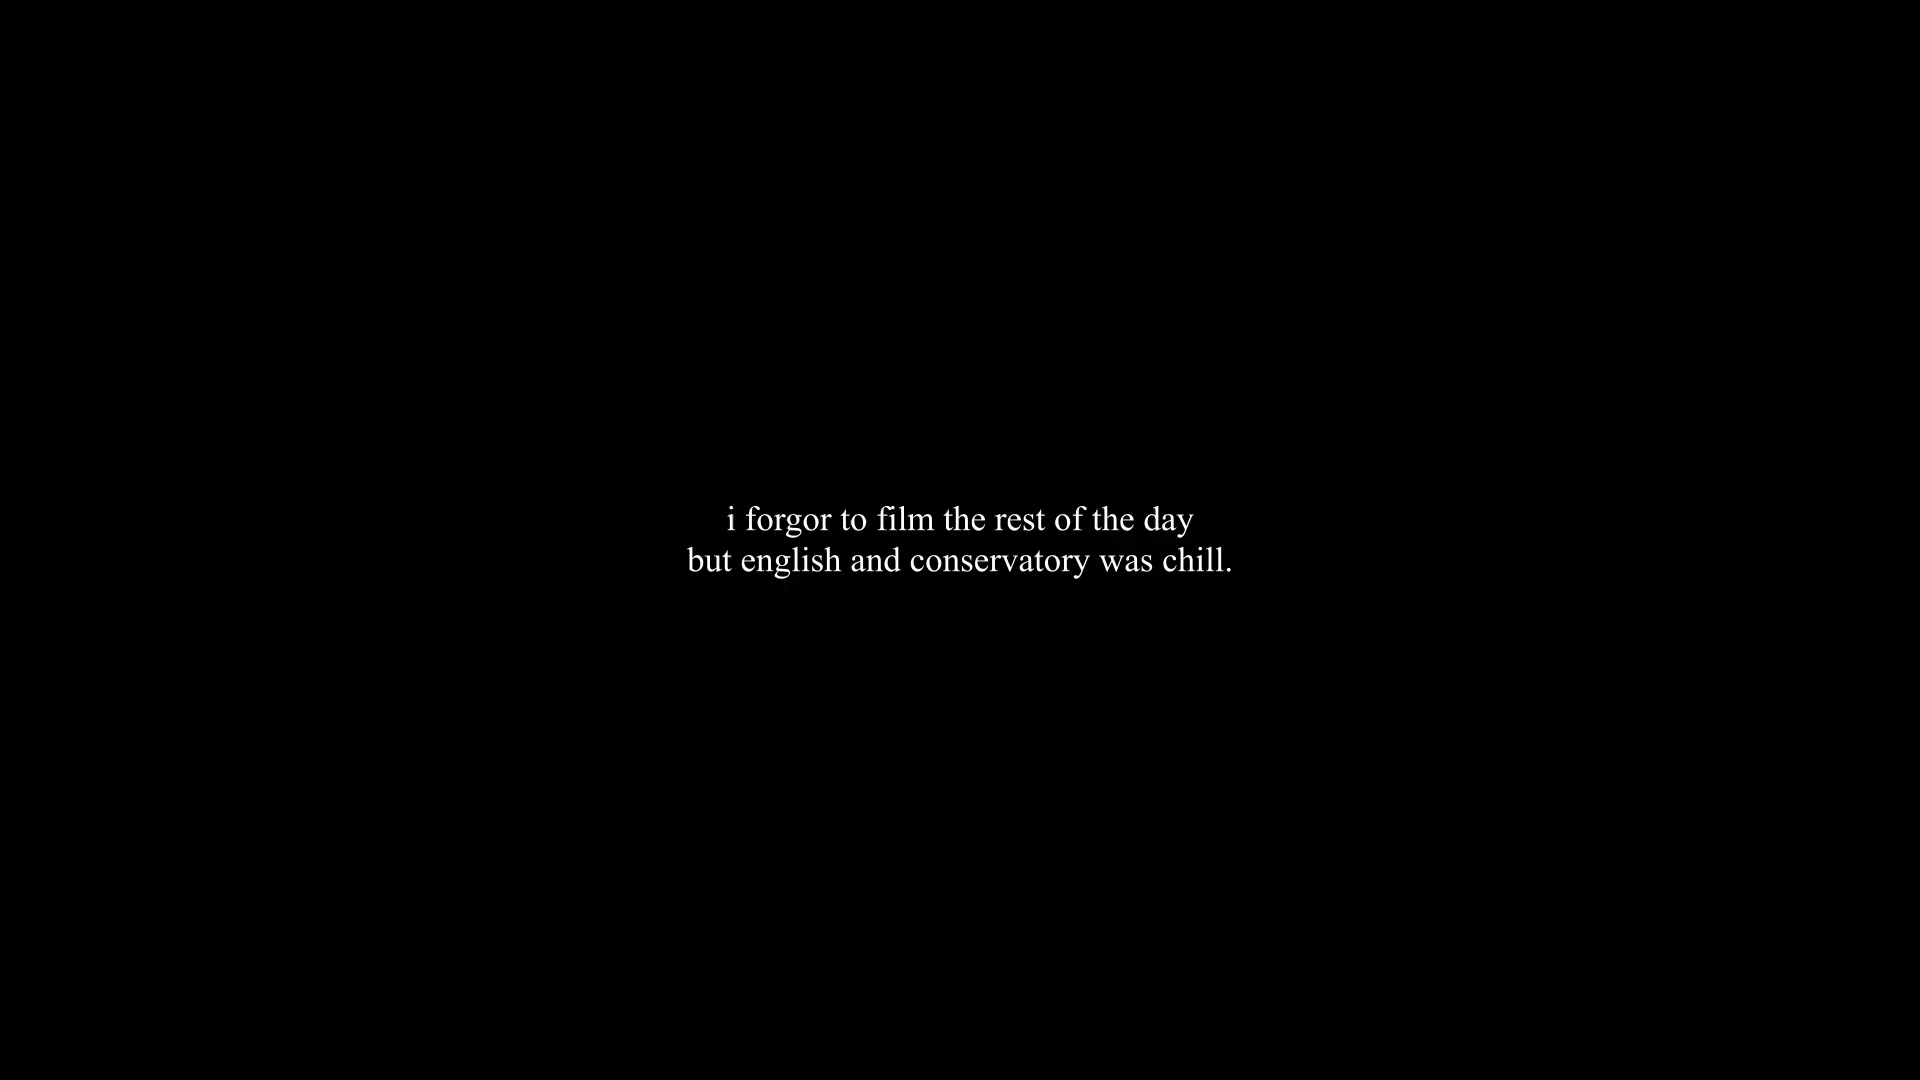 i forgor to film the rest of the day
but english and conservatory was chill.